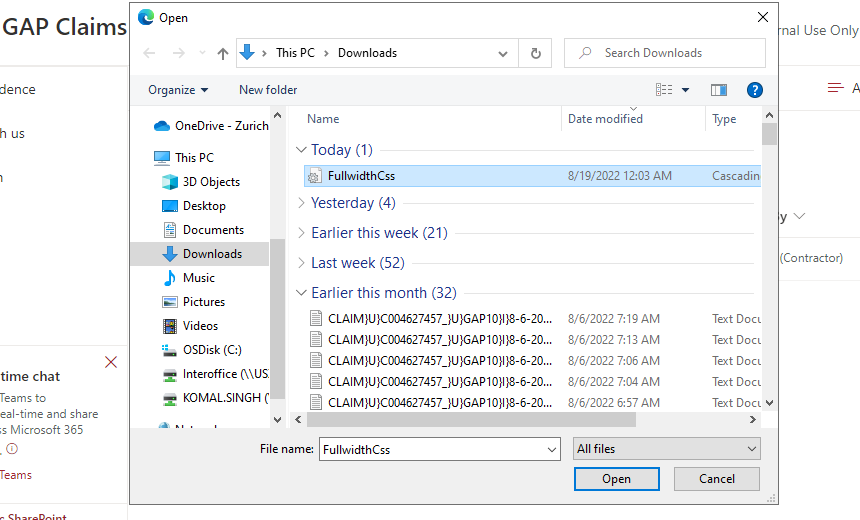 GAP Claims
Open
rnal Use Only
This PC > Downloads
Search Downloads
dence
Organize
New folder
A
h us
OneDrive - Zurich
This PC
3D Objects
Desktop
Documents
Downloads
Music
Pictures
Videos
OSDisk (C:)
Interoffice (\\US
KOMAL.SINGH (
Name
Date modified
Type
Today (1)
FullwidthCss
8/19/2022 12:03 AM
Cascadin
Yesterday (4)
Earlier this week (21)
Last week (52)
Earlier this month (32)
CLAIM}U}C004627457_}U}GAP10}I}8-6-20... 8/6/2022 7:19 AM Text Docu
CLAIM}U}C004627457_}U}GAP10}I}8-6-20... 8/6/2022 7:13 AM Text Docu
CLAIM}U}C004627457_}U}GAP10}I}8-6-20... 8/6/2022 7:06 AM Text Docu
CLAIM}U}C004627457_}U}GAP10}I}8-6-20... 8/6/2022 7:04 AM Text Docu
CLAIM}U}C004627457_}U}GAP10}I}8-6-20... 8/6/2022 6:57 AM Text Docu
y
(Contractor)
time chat
Teams to
eal-time and share
ss Microsoft 365
Teams
File name:
FullwidthCss
All files
Open
Cancel
c SharePoint